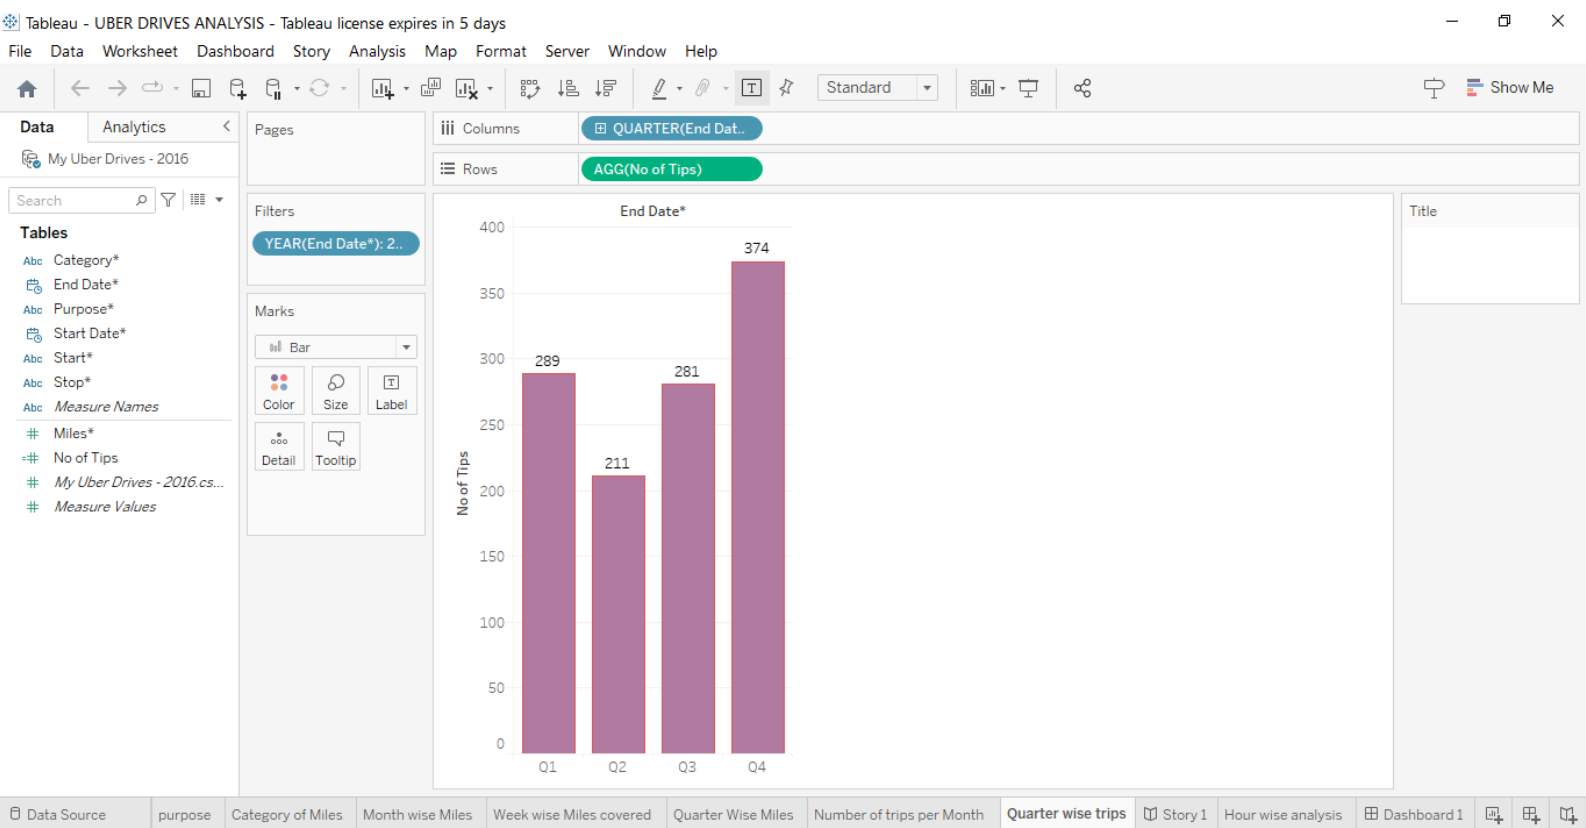 Tableau - UBER DRIVES ANALYSIS - Tableau license expires in 5 days
File Data Worksheet Dashboard Story Analysis Map Format Server Window Help
Standard
Show Me
Data Analytics
My Uber Drives - 2016
Search
Tables
Abc Category*
End Date*
Abc Purpose*
Start Date*
Abc Start*
Abc Stop*
Abc Measure Names
# Miles*
=# No of Tips
# My Uber Drives - 2016.cs...
# Measure Values
Pages
Filters
YEAR(End Date*): 2..
Marks
Bar
Color Size Label
Detail Tooltip
Columns QUARTER(End Dat..
Rows AGG(No of Tips)
End Date*
No of Tips
400
350
300
250
200
150
100
50
0
289
211
281
374
Q1 Q2 Q3 Q4
Title
Data Source purpose Category of Miles Month wise Miles Week wise Miles covered Quarter Wise Miles Number of trips per Month Quarter wise trips Story 1 Hour wise analysis Dashboard 1